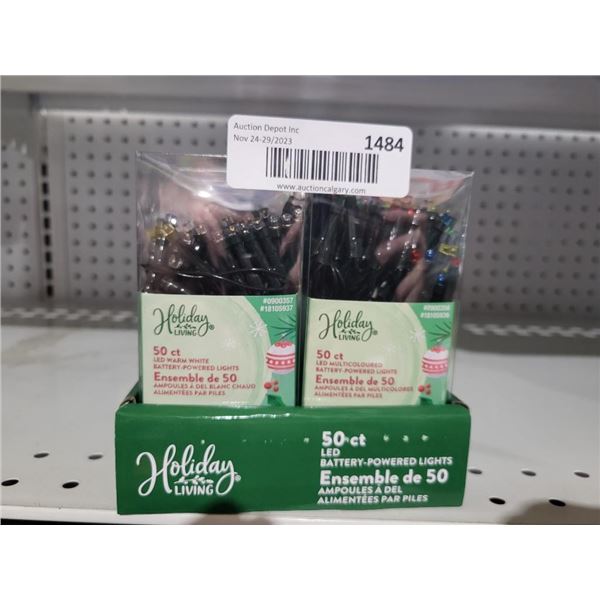 Auction Depot Inc
Nov 24-29/2023
1484
www.auctioncalgary.com
Holiday
LIVING®
#0900357
#18105937
50 ct
LED WARM WHITE
BATTERY-POWERED LIGHTS
Ensemble de 50
AMPOULES À DEL BLANC CHAUD
ALIMENTÉES PAR PILES
Holiday
LIVING®
#18105936
50 ct
LED MULTICOLOURED
BATTERY-POWERED LIGHTS
Ensemble de 50
AMPOULES À DEL MULTICOLORES
ALIMENTÉES PAR PILES
Holiday
LIVING®
50 ct
LED
BATTERY-POWERED LIGHTS
Ensemble de 50
AMPOULES À DEL
ALIMENTÉES PAR PILES